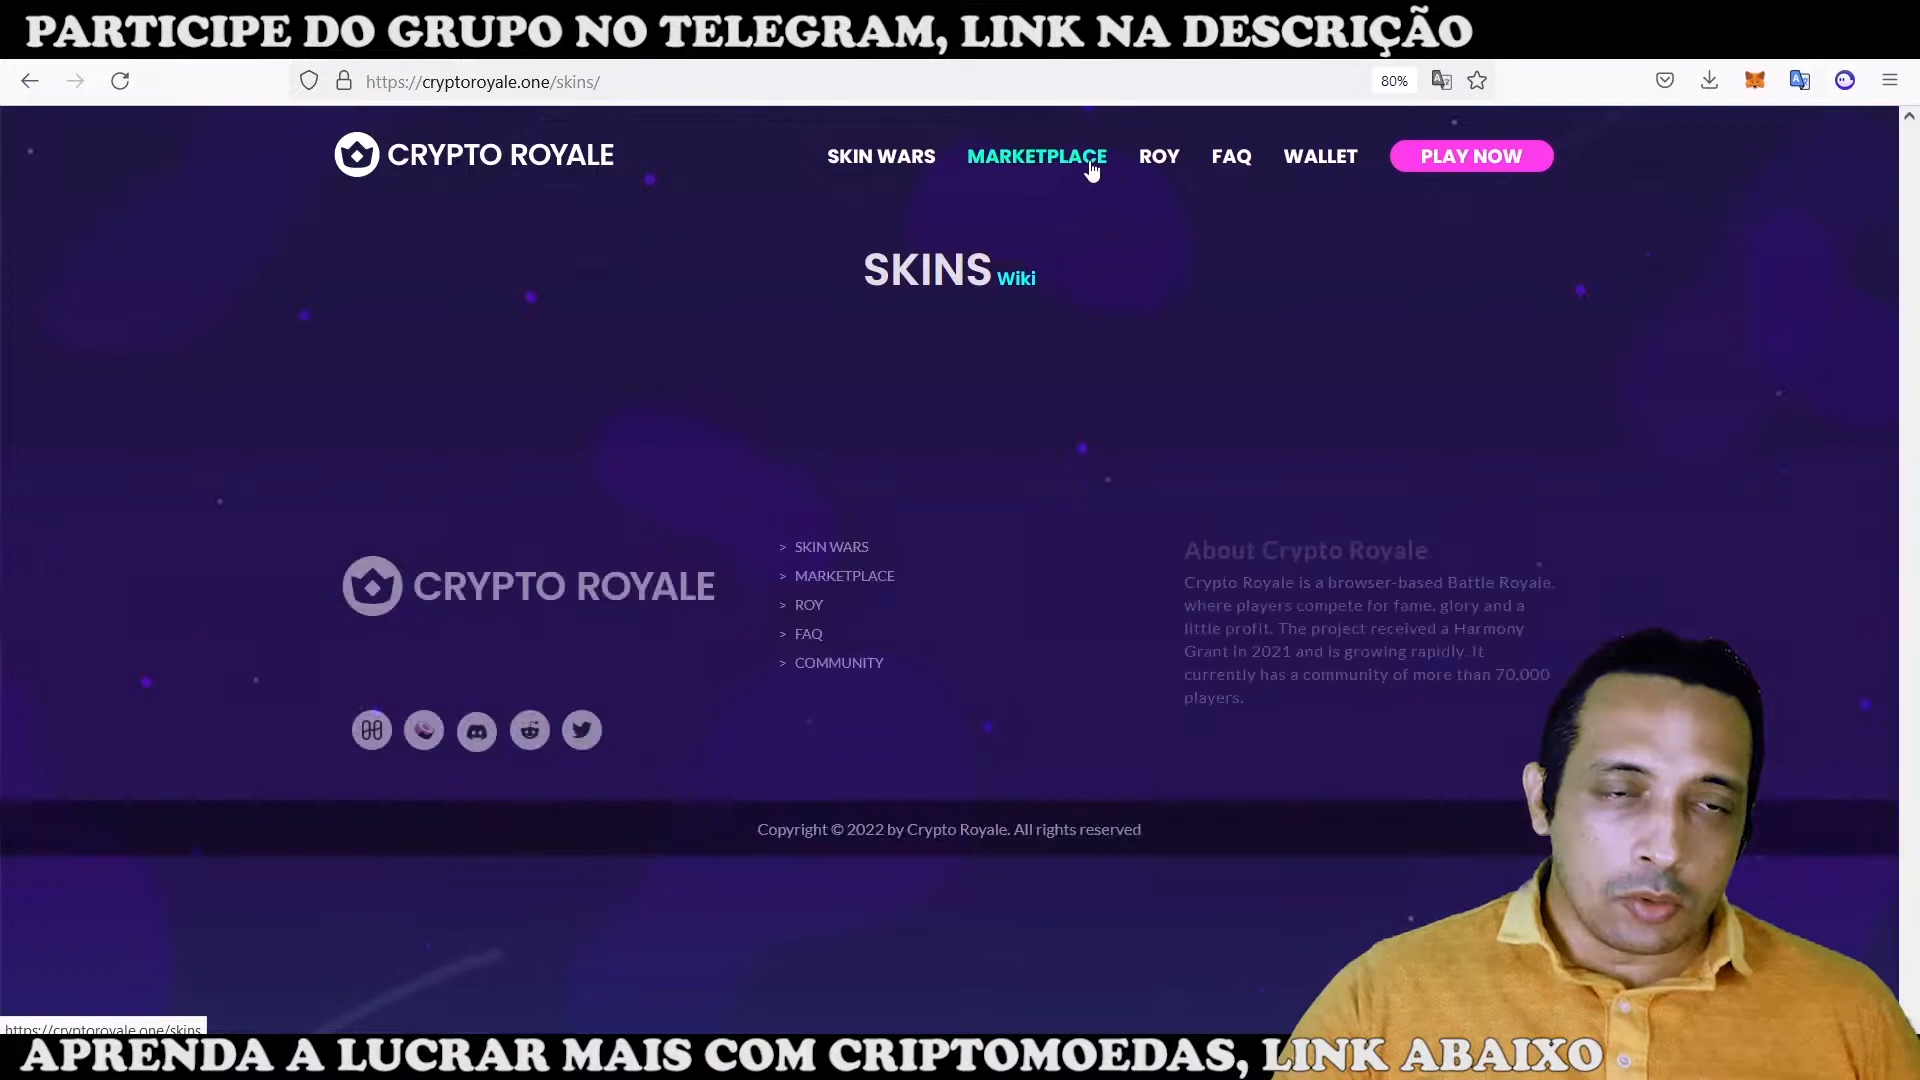 PARTICIPE DO GRUPO NO TELEGRAM, LINK NA DESCRIÇÃO
https://cryptoroyale.one/skins/
80%
CRYPTO ROYALE
SKIN WARS
MARKETPLACE
ROY
FAQ
WALLET
PLAY NOW
SKINS Wiki
CRYPTO ROYALE
> SKIN WARS
> MARKETPLACE
> ROY
> FAQ
> COMMUNITY
About Crypto Royale
Crypto Royale is a browser-based Battle Royale,
where players compete for fame, glory and a
little profit. The project received a Harmony
Grant in 2021 and is growing rapidly. It
currently has a community of more than 70,000
players.
Copyright © 2022 by Crypto Royale. All rights reserved
https://cryptoroyale.one/skins
APRENDA A LUCRAR MAIS COM CRIPTOMOEDAS, LINK ABAIXO